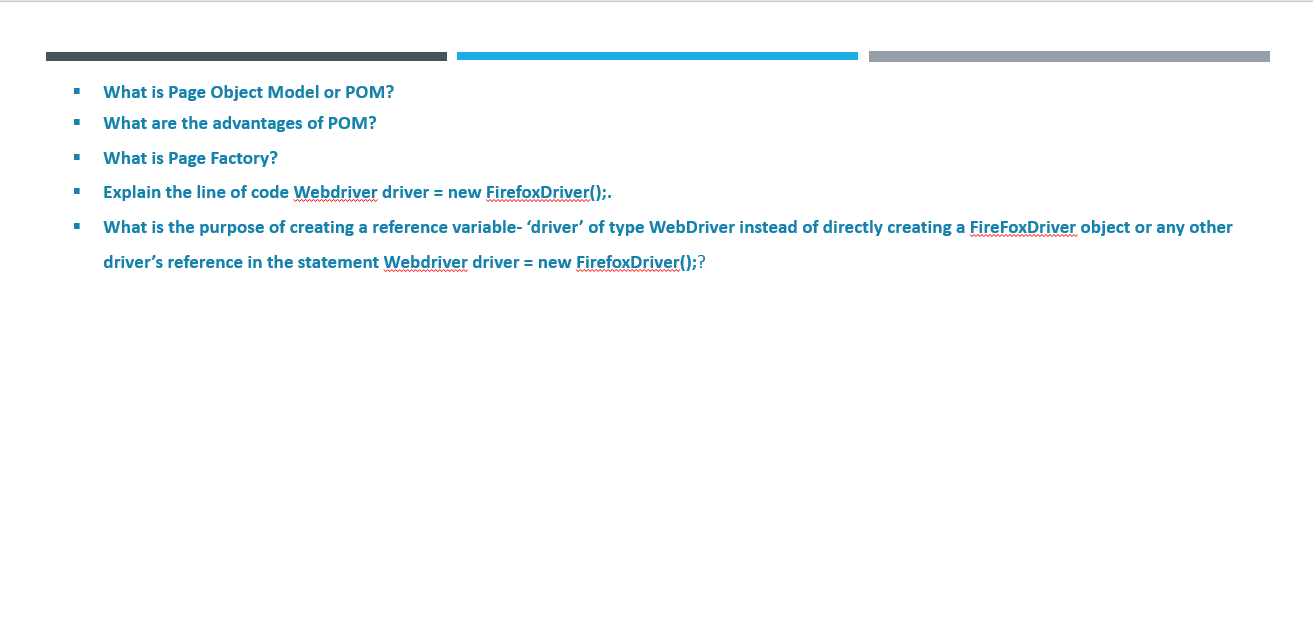 ▪ What is Page Object Model or POM?
▪ What are the advantages of POM?
▪ What is Page Factory?
▪ Explain the line of code Webdriver driver = new FirefoxDriver();.
▪ What is the purpose of creating a reference variable- ‘driver’ of type WebDriver instead of directly creating a FireFoxDriver object or any other
driver’s reference in the statement Webdriver driver = new FirefoxDriver();?